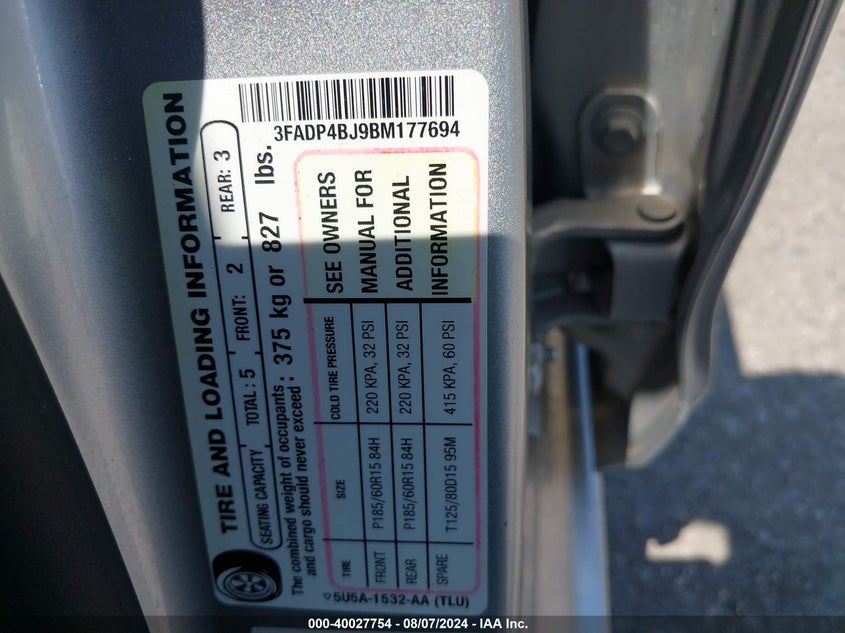 TIRE AND LOADING INFORMATION
SEATING CAPACITY TOTAL: 5 FRONT: 2 REAR: 3
The combined weight of occupants and cargo should never exceed : 375 kg or 827 lbs.
TIRE SIZE COLD TIRE PRESSURE
FRONT P185/60R15 84H 220 KPA, 32 PSI
REAR P185/60R15 84H 220 KPA, 32 PSI
SPARE T125/80D15 95M 415 KPA, 60 PSI
SEE OWNERS
MANUAL FOR
ADDITIONAL
INFORMATION
5U5A-1532-AA (TLU)
3FADP4BJ9BM177694
000-40027754 - 08/07/2024 - IAA Inc.